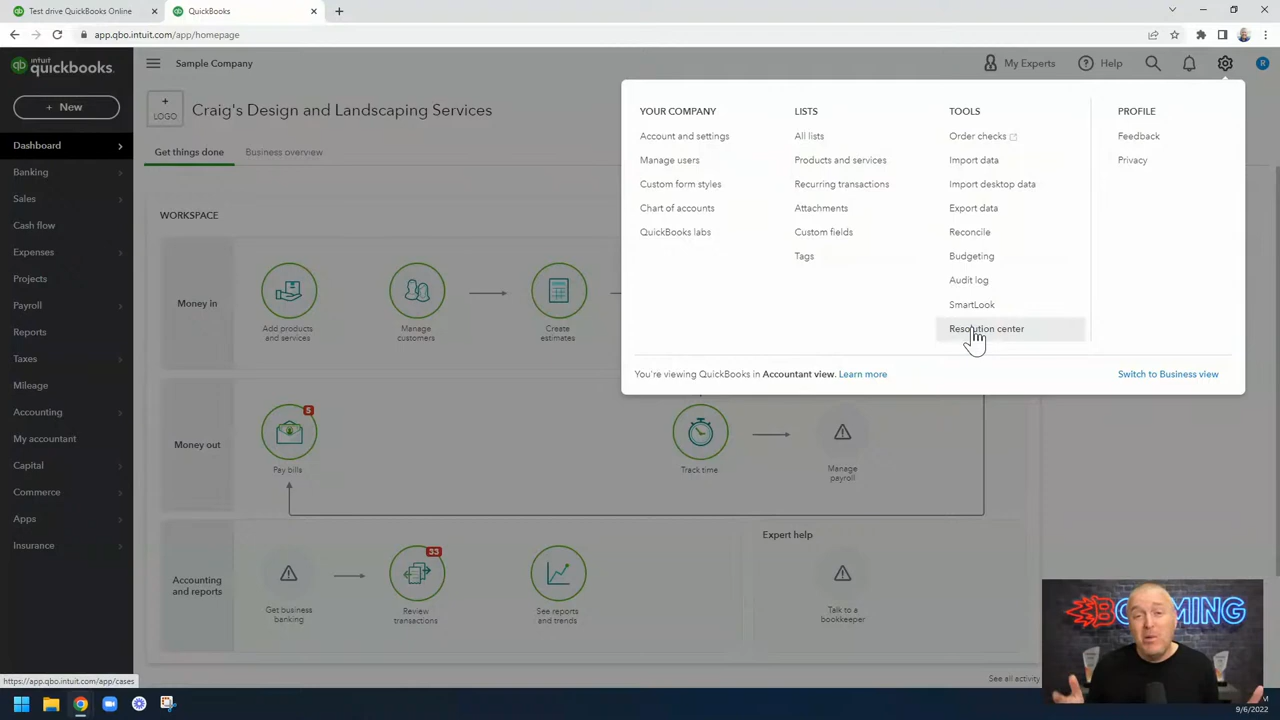 Test drive QuickBooks Online
QuickBooks
app.qbo.intuit.com/app/homepage
intuit quickbooks.
Sample Company
My Experts
Help
R
+ New
Dashboard
Banking
Sales
Cash flow
Expenses
Projects
Payroll
Reports
Taxes
Mileage
Accounting
My accountant
Capital
Commerce
Apps
Insurance
+
LOGO
Craig's Design and Landscaping Services
Get things done
Business overview
WORKSPACE
Money in
Add products
and services
Manage
customers
Create
estimates
Money out
5
Pay bills
Track time
Manage
payroll
Accounting
and reports
Get business
banking
33
Review
transactions
See reports
and trends
Expert help
Talk to a
bookkeeper
See all activity
YOUR COMPANY
Account and settings
Manage users
Custom form styles
Chart of accounts
QuickBooks labs
LISTS
All lists
Products and services
Recurring transactions
Attachments
Custom fields
Tags
TOOLS
Order checks
Import data
Import desktop data
Export data
Reconcile
Budgeting
Audit log
SmartLook
Resolution center
PROFILE
Feedback
Privacy
You're viewing QuickBooks in Accountant view. Learn more
Switch to Business view
https://app.qbo.intuit.com/app/cases
9/6/2022